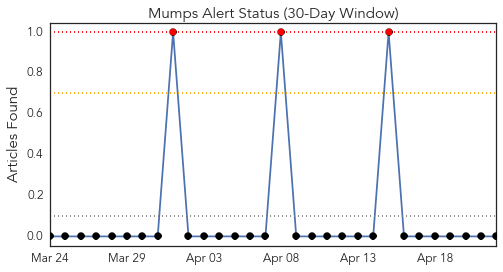 Mumps Alert Status (30-Day Window)
Articles Found
1.0
0.8
0.6
0.4
0.2
0.0
Mar 24 Mar 29 Apr 03 Apr 08 Apr 13 Apr 18